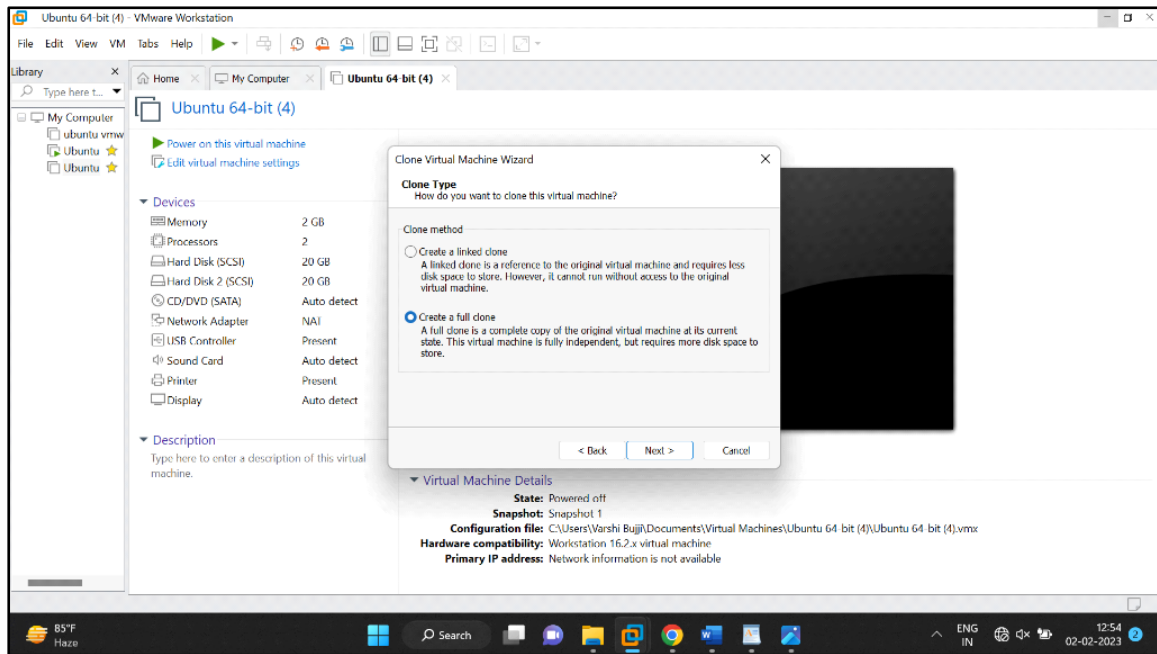 Ubuntu 64-bit (4) - VMware Workstation
File Edit View VM Tabs Help
Library
Home
My Computer
Ubuntu 64-bit (4)
Type here t...
My Computer
ubuntu vmw
Ubuntu
Ubuntu
Ubuntu 64-bit (4)
Power on this virtual machine
Edit virtual machine settings
Devices
Memory 2 GB
Processors 2
Hard Disk (SCSI) 20 GB
Hard Disk 2 (SCSI) 20 GB
CD/DVD (SATA) Auto detect
Network Adapter NAT
USB Controller Present
Sound Card Auto detect
Printer Present
Display Auto detect
Description
Type here to enter a description of this virtual
machine.
Clone Virtual Machine Wizard
Clone Type
How do you want to clone this virtual machine?
Clone method
Create a linked clone
A linked clone is a reference to the original virtual machine and requires less
disk space to store. However, it cannot run without access to the original
virtual machine.
Create a full clone
A full clone is a complete copy of the original virtual machine at its current
state. This virtual machine is fully independent, but requires more disk space to
store.
< Back Next > Cancel
Virtual Machine Details
State: Powered off
Snapshot: Snapshot 1
Configuration file: C:\Users\Varshi Bujji\Documents\Virtual Machines\Ubuntu 64-bit (4)\Ubuntu 64-bit (4).vmx
Hardware compatibility: Workstation 16.2.x virtual machine
Primary IP address: Network information is not available
85°F
Haze
Search
ENG
IN
12:54
02-02-2023
2